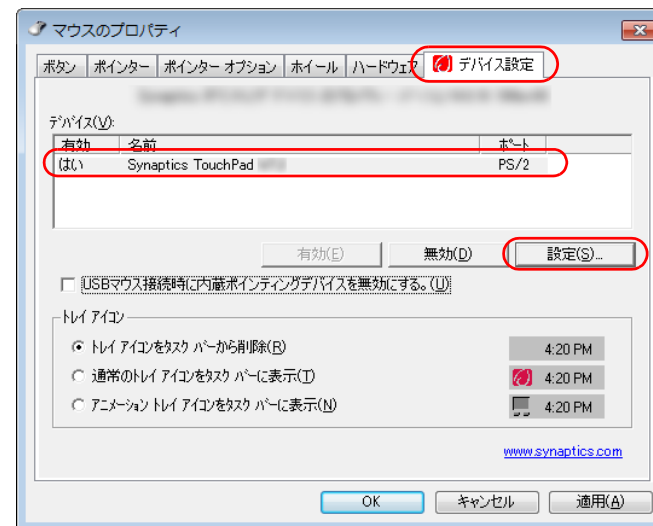 マウスのプロパティ
ボタン ポインター ポインター オプション ホイール ハードウェア デバイス設定
デバイス(V):
有効 名前 ポート
はい Synaptics TouchPad PS/2
有効(E) 無効(D) 設定(S)...
USBマウス接続時に内蔵ポインティングデバイスを無効にする。(U)
トレイ アイコン
トレイ アイコンをタスク バーから削除(R) 4:20 PM
通常のトレイ アイコンをタスク バーに表示(T) 4:20 PM
アニメーション トレイ アイコンをタスク バーに表示(N) 4:20 PM
www.synaptics.com
OK キャンセル 適用(A)